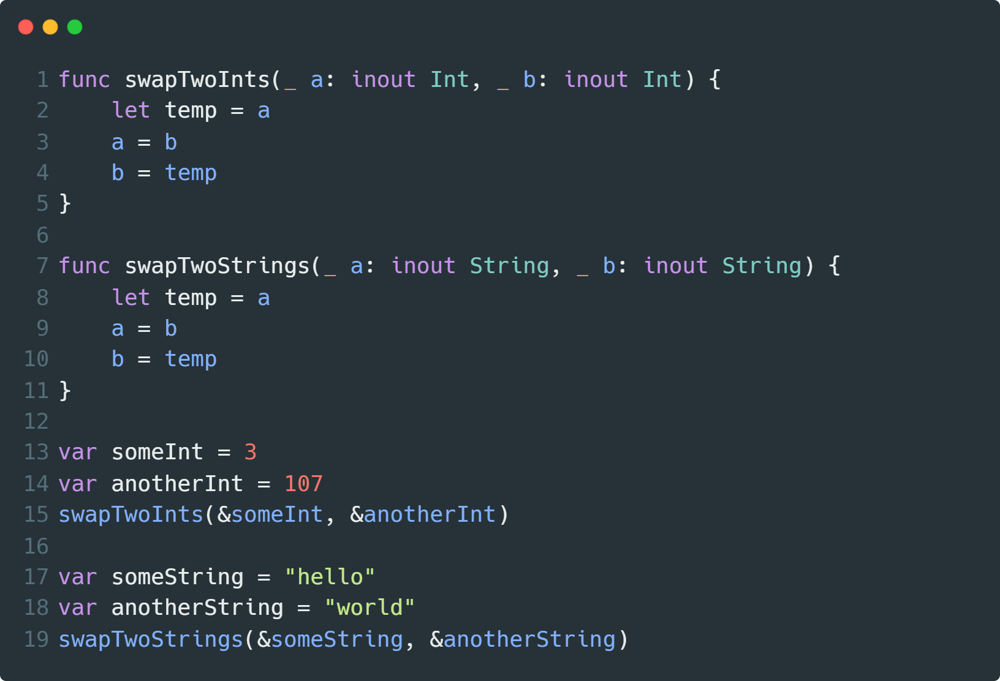 1 func swapTwoInts(_ a: inout Int, _ b: inout Int) {
2     let temp = a
3     a = b
4     b = temp
5 }
6
7 func swapTwoStrings(_ a: inout String, _ b: inout String) {
8     let temp = a
9     a = b
10     b = temp
11 }
12
13 var someInt = 3
14 var anotherInt = 107
15 swapTwoInts(&someInt, &anotherInt)
16
17 var someString = "hello"
18 var anotherString = "world"
19 swapTwoStrings(&someString, &anotherString)